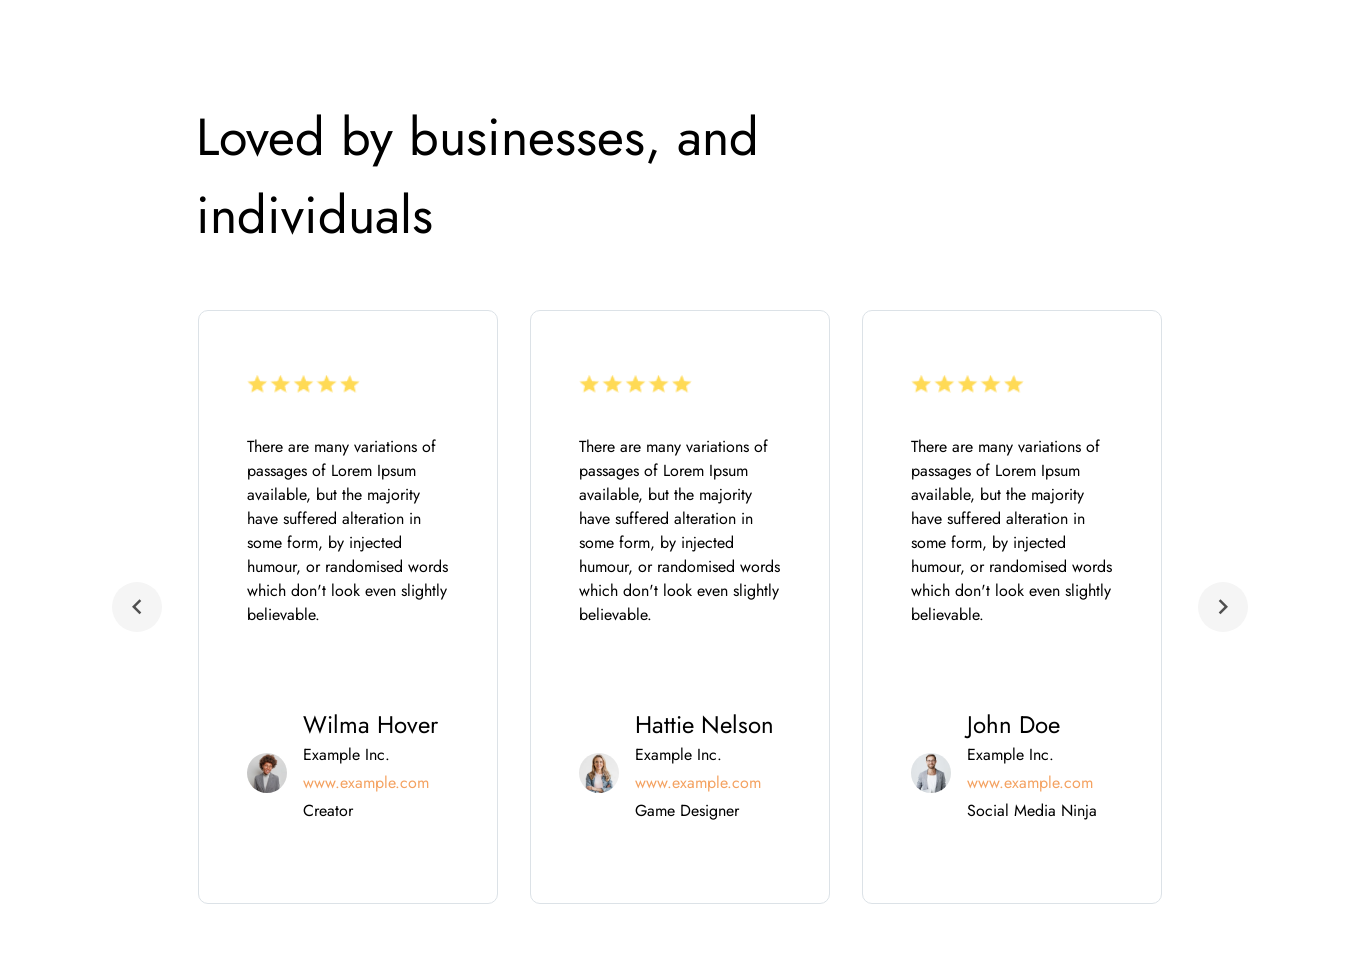 Loved by businesses, and
individuals
There are many variations of
passages of Lorem Ipsum
available, but the majority
have suffered alteration in
some form, by injected
humour, or randomised words
which don't look even slightly
believable.
Wilma Hover
Example Inc.
www.example.com
Creator
There are many variations of
passages of Lorem Ipsum
available, but the majority
have suffered alteration in
some form, by injected
humour, or randomised words
which don't look even slightly
believable.
Hattie Nelson
Example Inc.
www.example.com
Game Designer
There are many variations of
passages of Lorem Ipsum
available, but the majority
have suffered alteration in
some form, by injected
humour, or randomised words
which don't look even slightly
believable.
John Doe
Example Inc.
www.example.com
Social Media Ninja